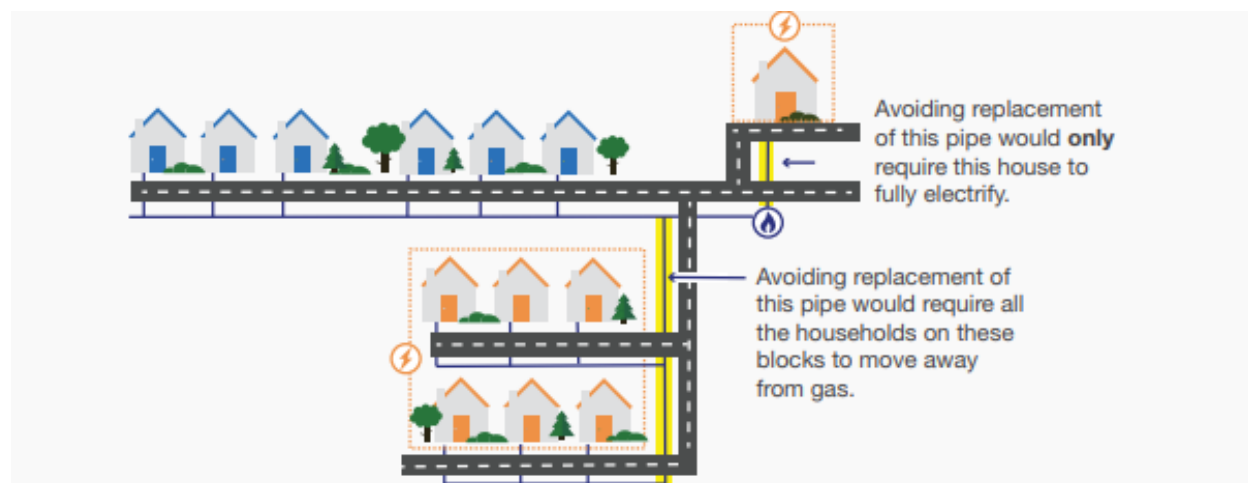 Avoiding replacement
of this pipe would only
require this house to
fully electrify.
Avoiding replacement of
this pipe would require all
the households on these
blocks to move away
from gas.